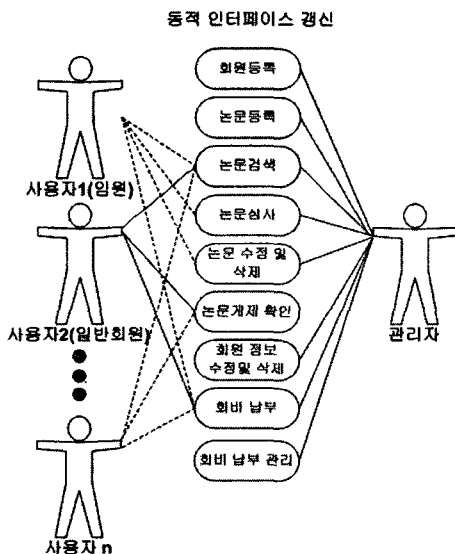 동적 인터페이스 갱신
회원등록
논문등록
논문검색
사용자1(임원)
논문심사
논문 수정 및
삭제
사용자2(일반회원)
논문게제 확인
관리자
회원 정보
수정및 삭제
회비 납부
회비 납부 관리
사용자 n